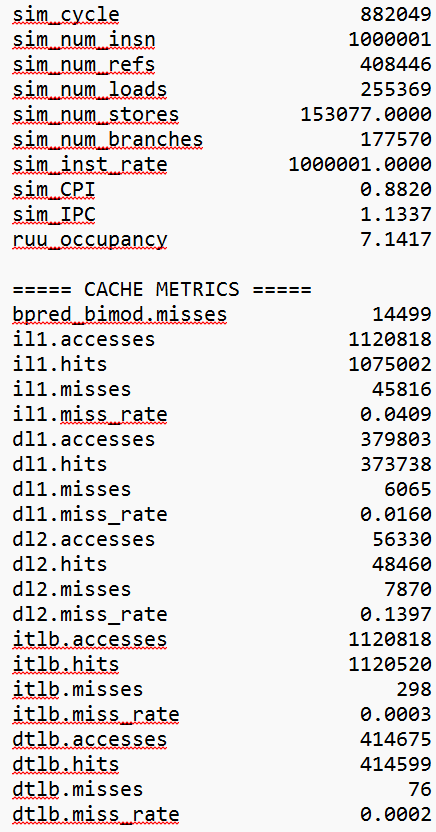 sim_cycle 882049
sim_num_insn 1000001
sim_num_refs 408446
sim_num_loads 255369
sim_num_stores 153077.0000
sim_num_branches 177570
sim_inst_rate 1000001.0000
sim_CPI 0.8820
sim_IPC 1.1337
ruu_occupancy 7.1417
===== CACHE METRICS =====
bpred_bimod.misses 14499
il1.accesses 1120818
il1.hits 1075002
il1.misses 45816
il1.miss_rate 0.0409
dl1.accesses 379803
dl1.hits 373738
dl1.misses 6065
dl1.miss_rate 0.0160
dl2.accesses 56330
dl2.hits 48460
dl2.misses 7870
dl2.miss_rate 0.1397
itlb.accesses 1120818
itlb.hits 1120520
itlb.misses 298
itlb.miss_rate 0.0003
dtlb.accesses 414675
dtlb.hits 414599
dtlb.misses 76
dtlb.miss_rate 0.0002